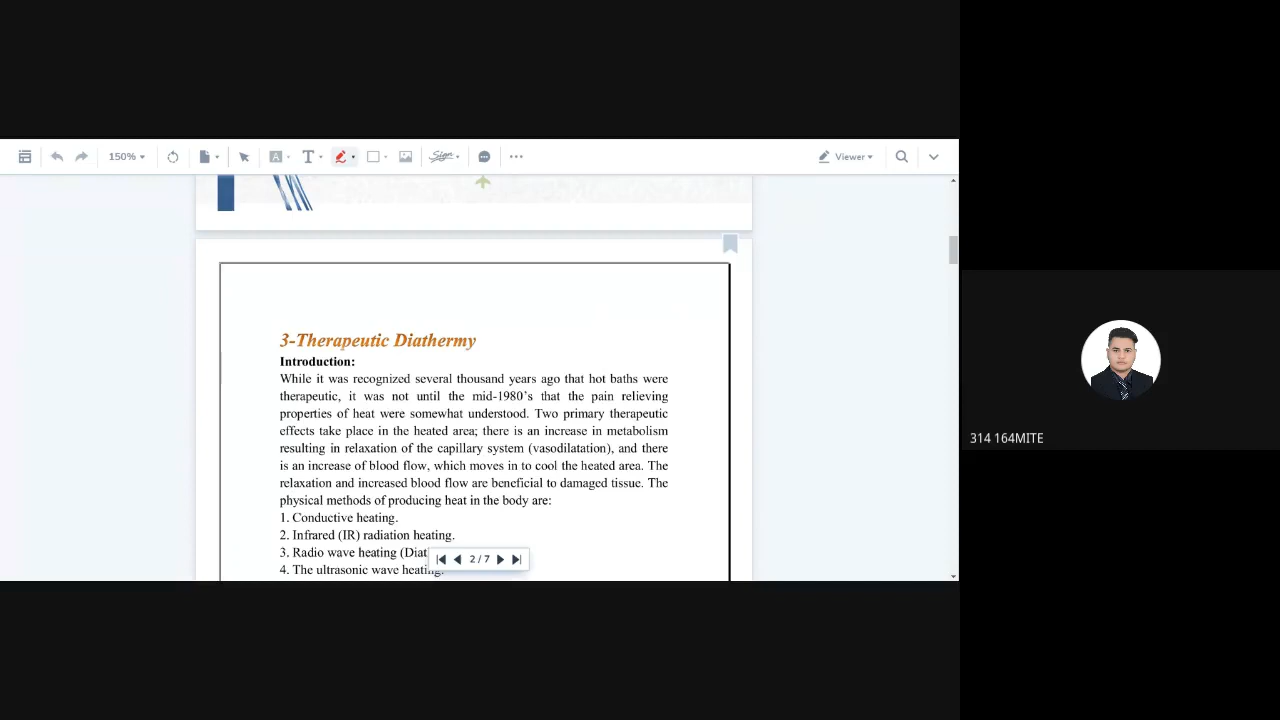 150%
A
T
Sign
Viewer
3-Therapeutic Diathermy
Introduction:
While it was recognized several thousand years ago that hot baths were
therapeutic, it was not until the mid-1980’s that the pain relieving
properties of heat were somewhat understood. Two primary therapeutic
effects take place in the heated area; there is an increase in metabolism
resulting in relaxation of the capillary system (vasodilatation), and there
is an increase of blood flow, which moves in to cool the heated area. The
relaxation and increased blood flow are beneficial to damaged tissue. The
physical methods of producing heat in the body are:
1. Conductive heating.
2. Infrared (IR) radiation heating.
3. Radio wave heating (Diat
4. The ultrasonic wave heating.
2 / 7
314 164MITE